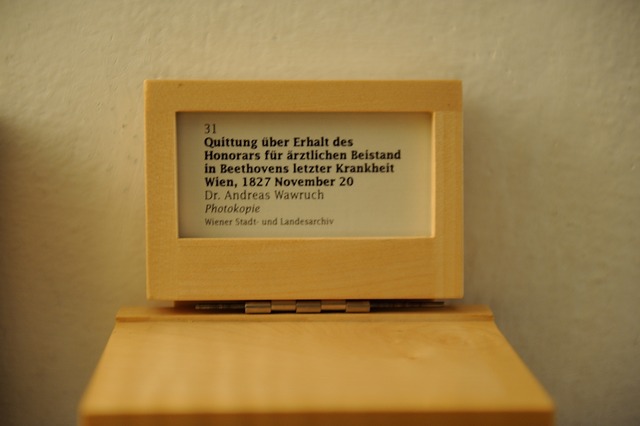 31
Quittung über Erhalt des
Honorars für ärztlichen Beistand
in Beethovens letzter Krankheit
Wien, 1827 November 20
Dr. Andreas Wawruch
Photokopie
Wiener Stadt- und Landesarchiv